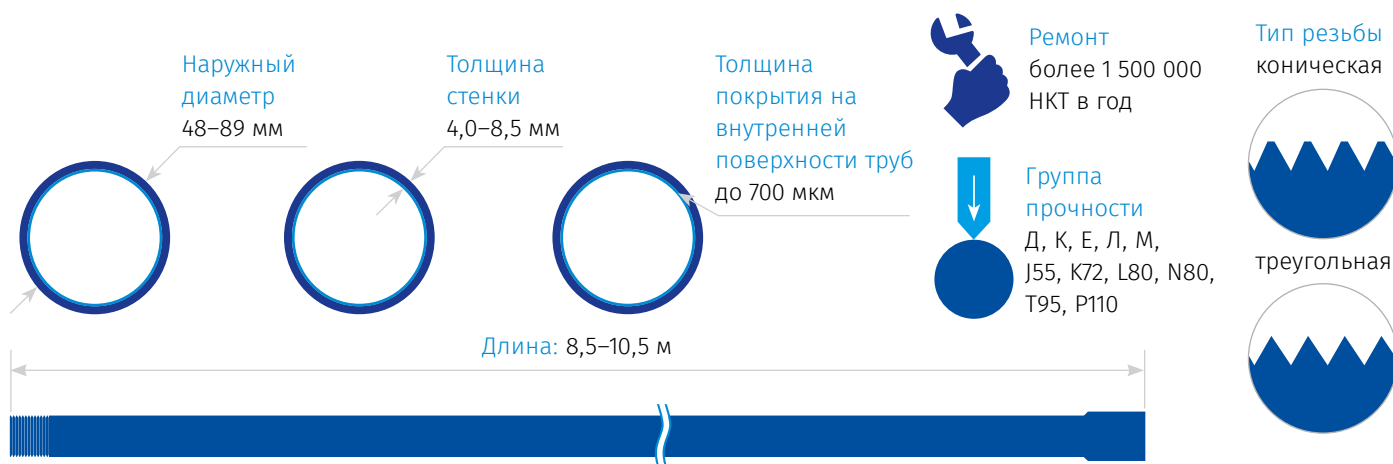 Наружный
диаметр
48–89 мм
Толщина
стенки
4,0–8,5 мм
Толщина
покрытия на
внутренней
поверхности труб
до 700 мкм
Ремонт
более 1 500 000
НКТ в год
Группа
прочности
Д, К, Е, Л, М,
J55, K72, L80, N80,
T95, P110
Тип резьбы
коническая
треугольная
Длина: 8,5–10,5 м